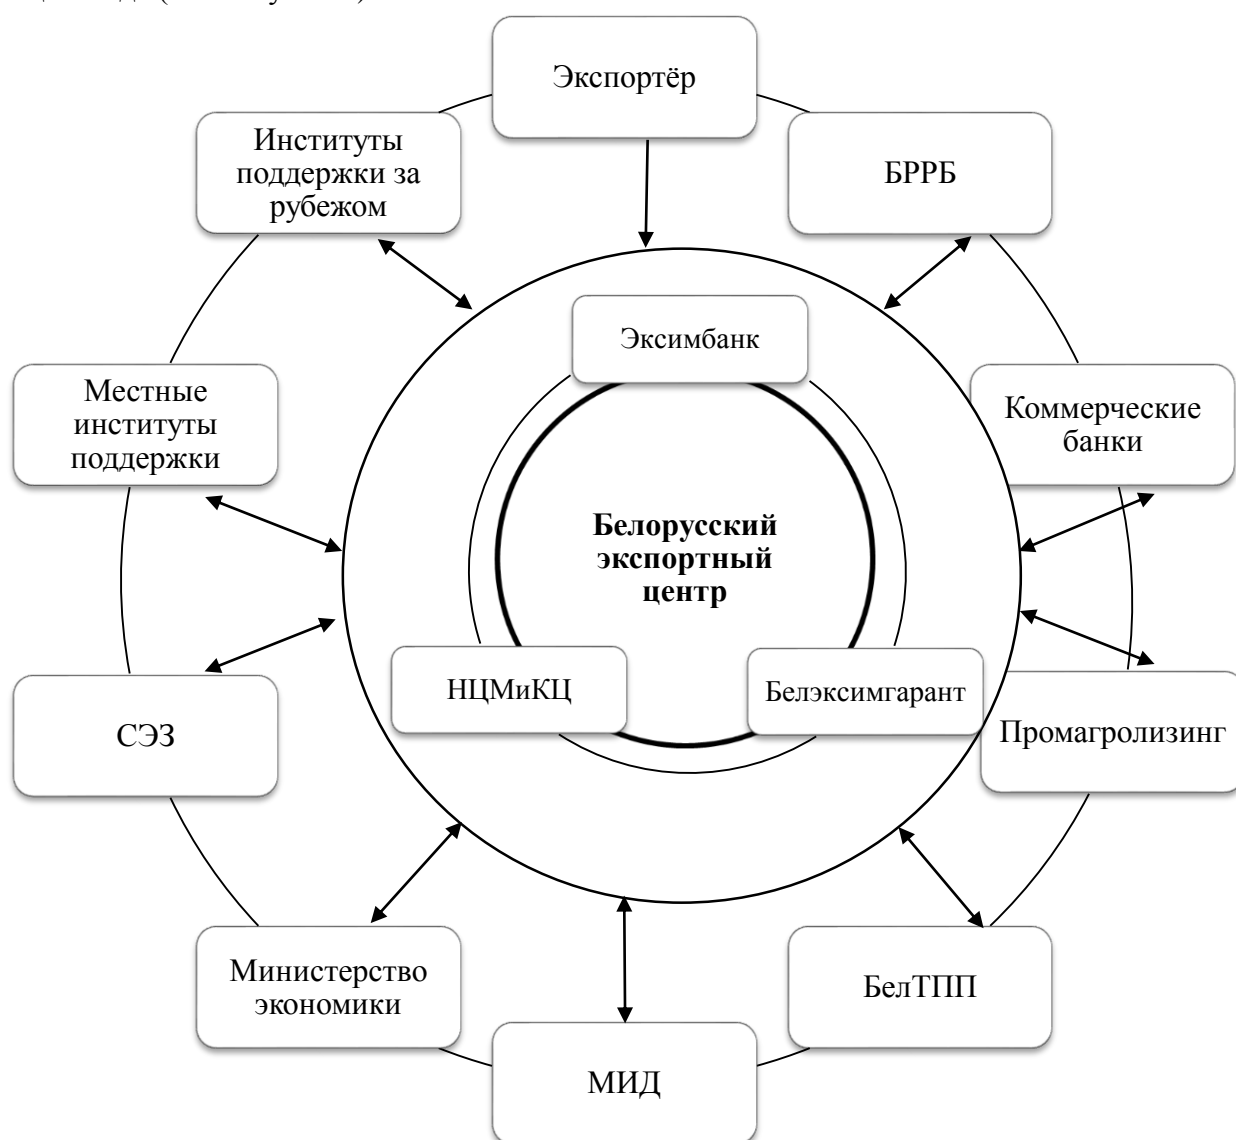 Экспортёр
Институты
поддержки за
рубежом
БРРБ
Эксимбанк
Местные
институты
поддержки
Коммерческие
банки
Белорусский
экспортный
центр
НЦМиКЦ
Белэксимгарант
СЭЗ
Промагролизинг
Министерство
экономики
БелТПП
МИД